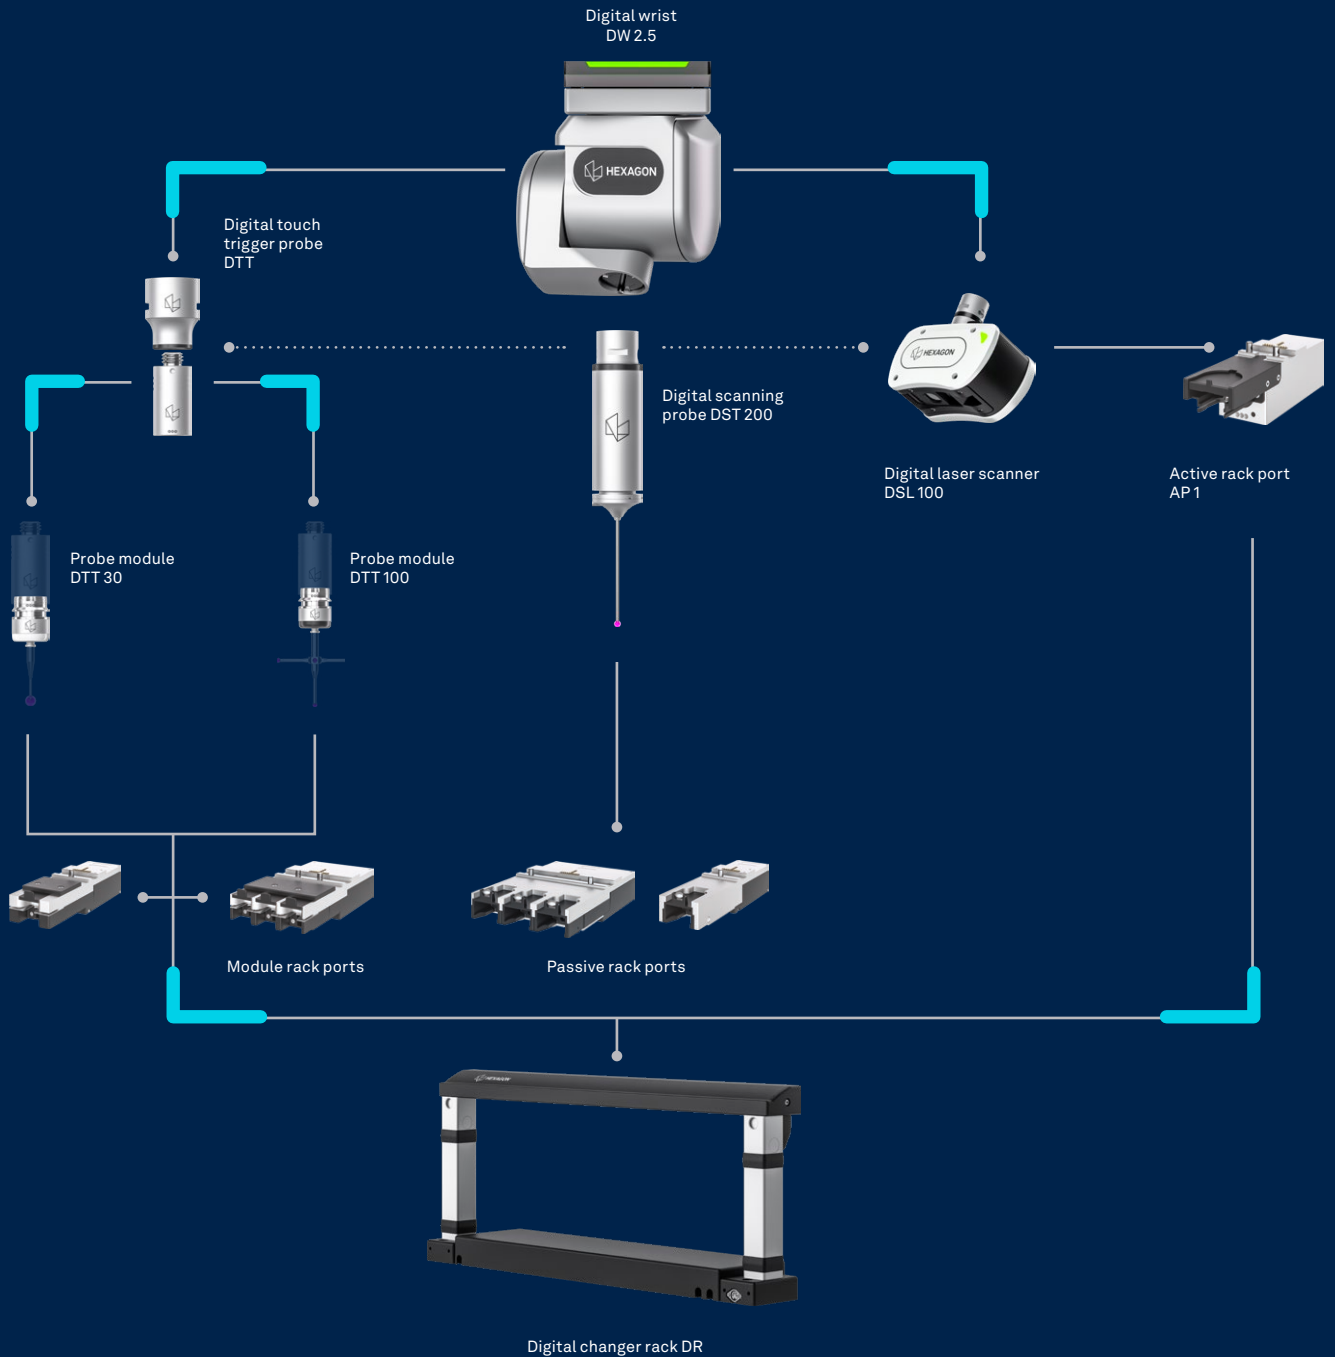 Digital wrist
DW 2.5
HEXAGON
Digital touch
trigger probe
DTT
HEXAGON
Digital scanning
probe DST 200
Digital laser scanner
DSL 100
Active rack port
AP 1
Probe module
DTT 30
Probe module
DTT 100
Module rack ports
Passive rack ports
HEXAGON
Digital changer rack DR